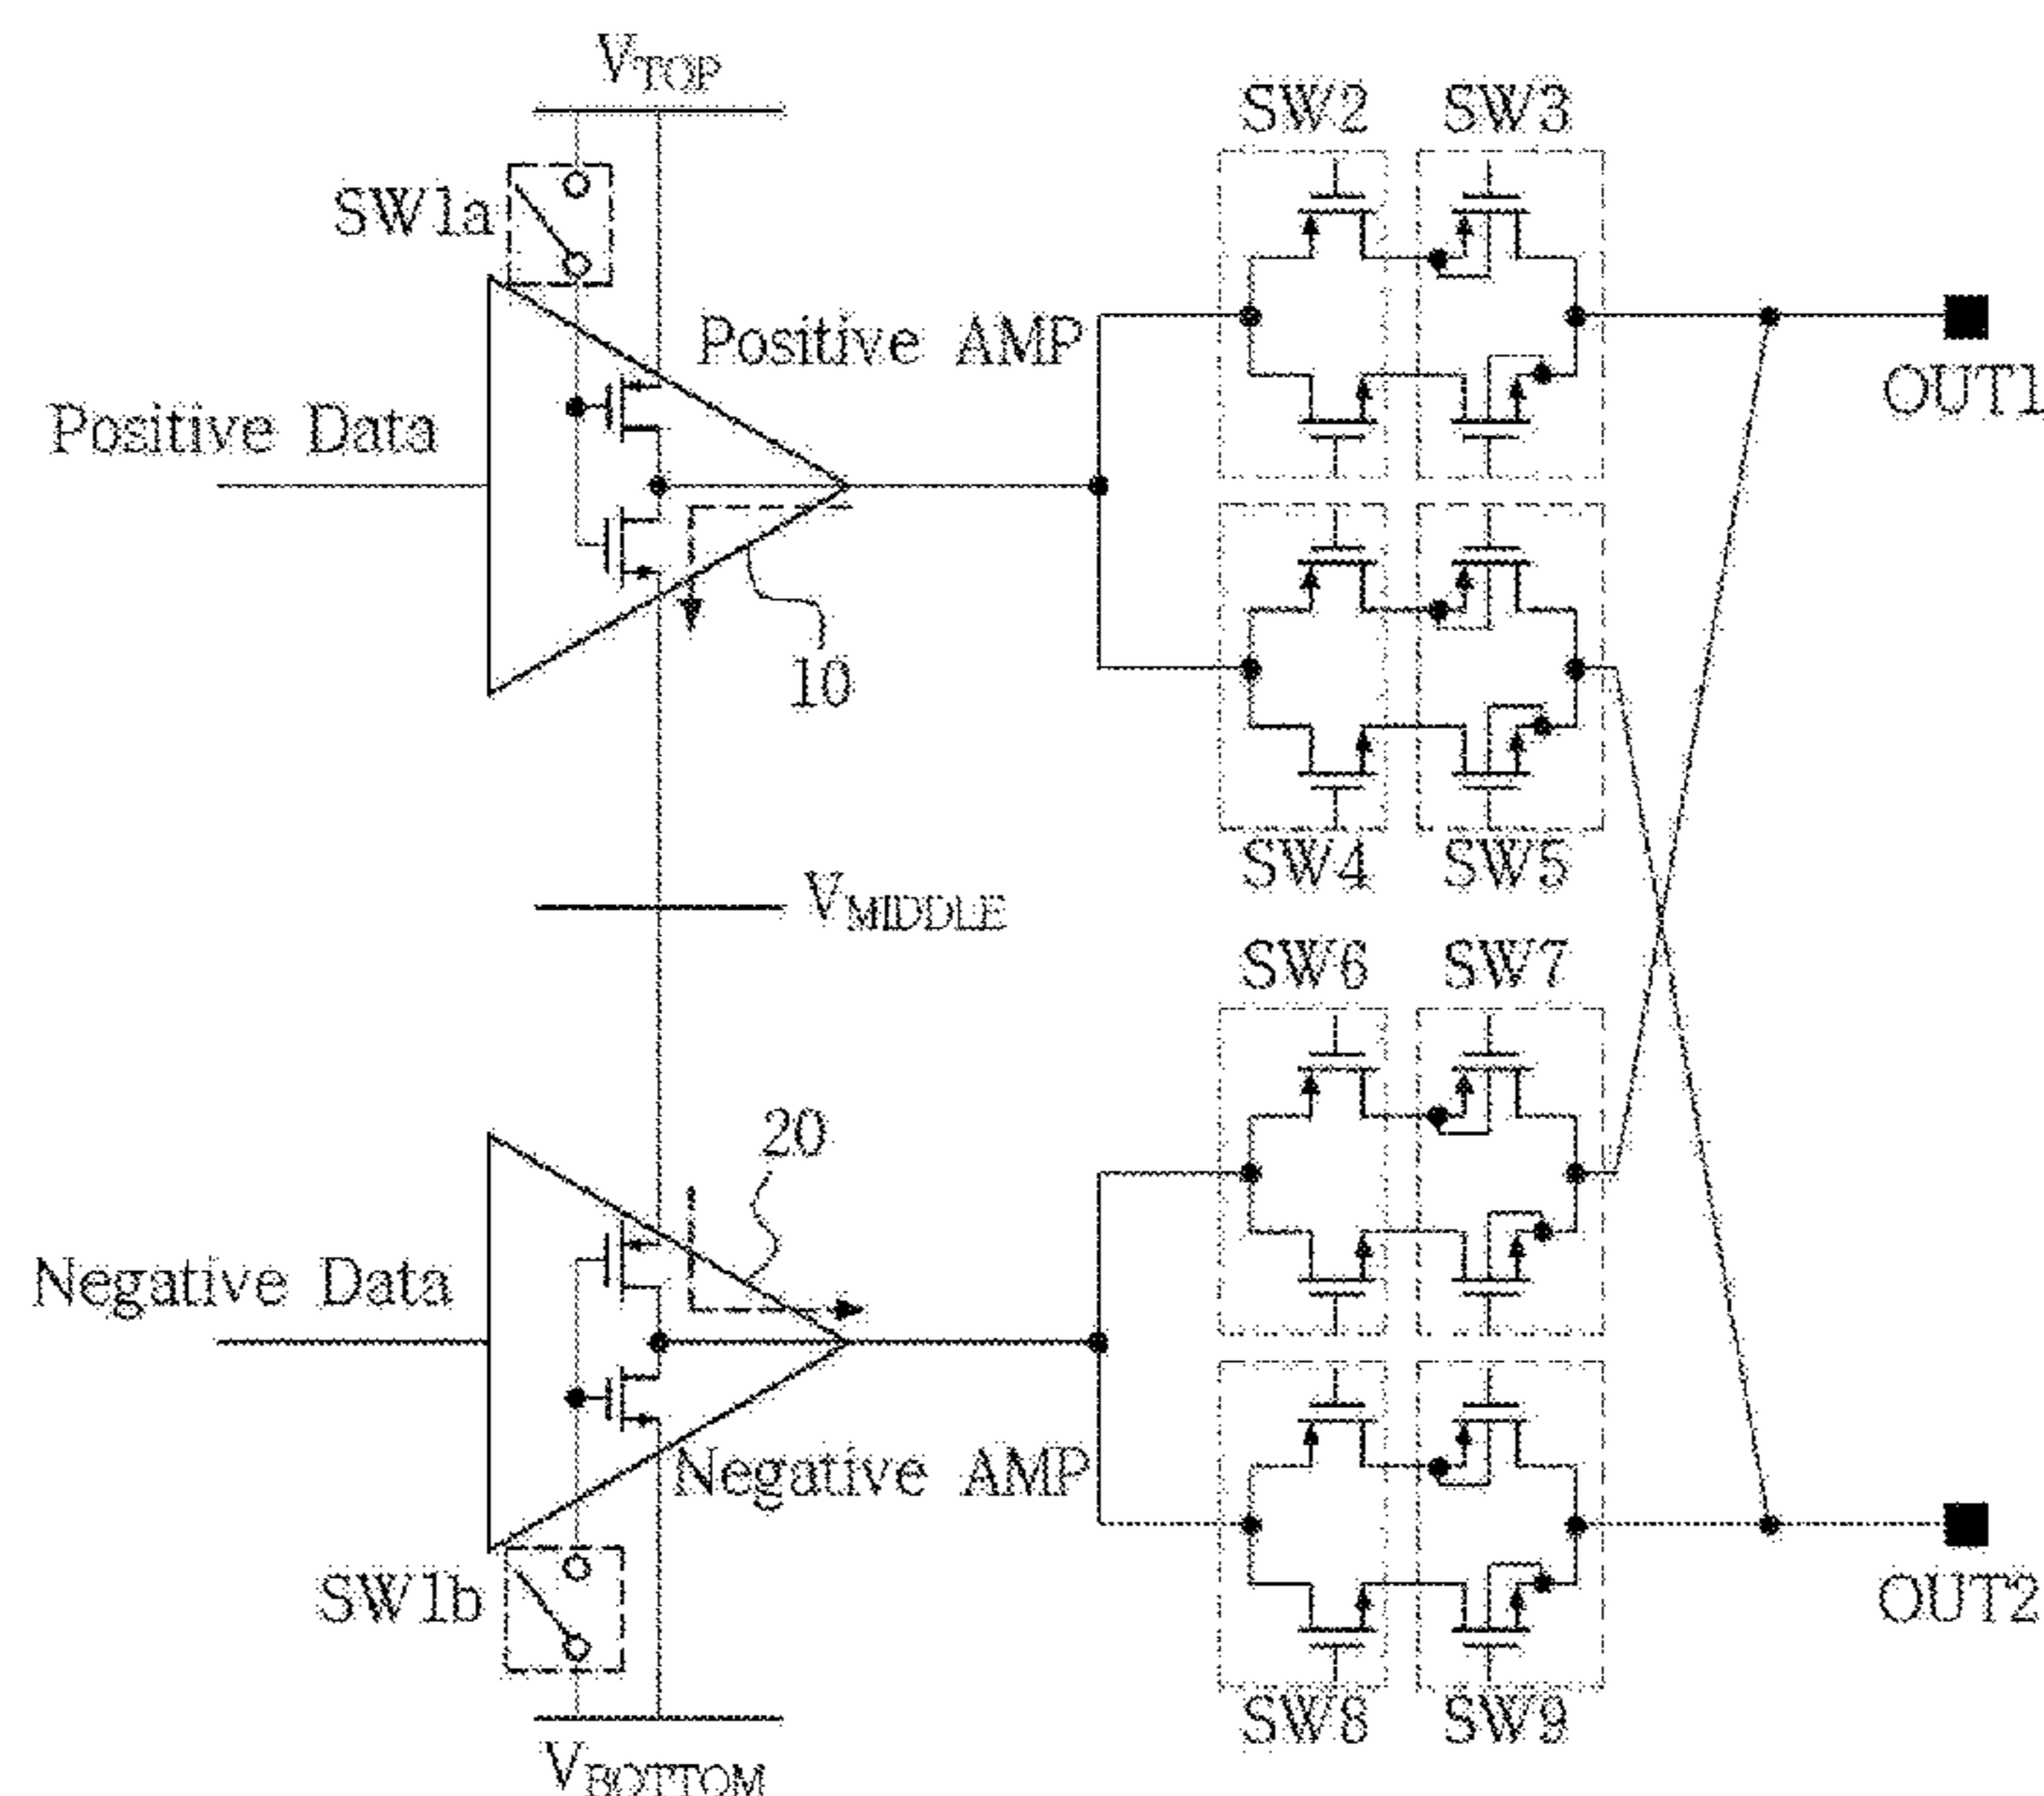 VTOP
SW2
SW3
SW1a
Positive AMP
OUT1
Positive Data
10
SW4
SW5
VMIDDLE
SW6
SW7
20
Negative Data
Negative AMP
SW1b
OUT2
SW8
SW9
VBOTTOM